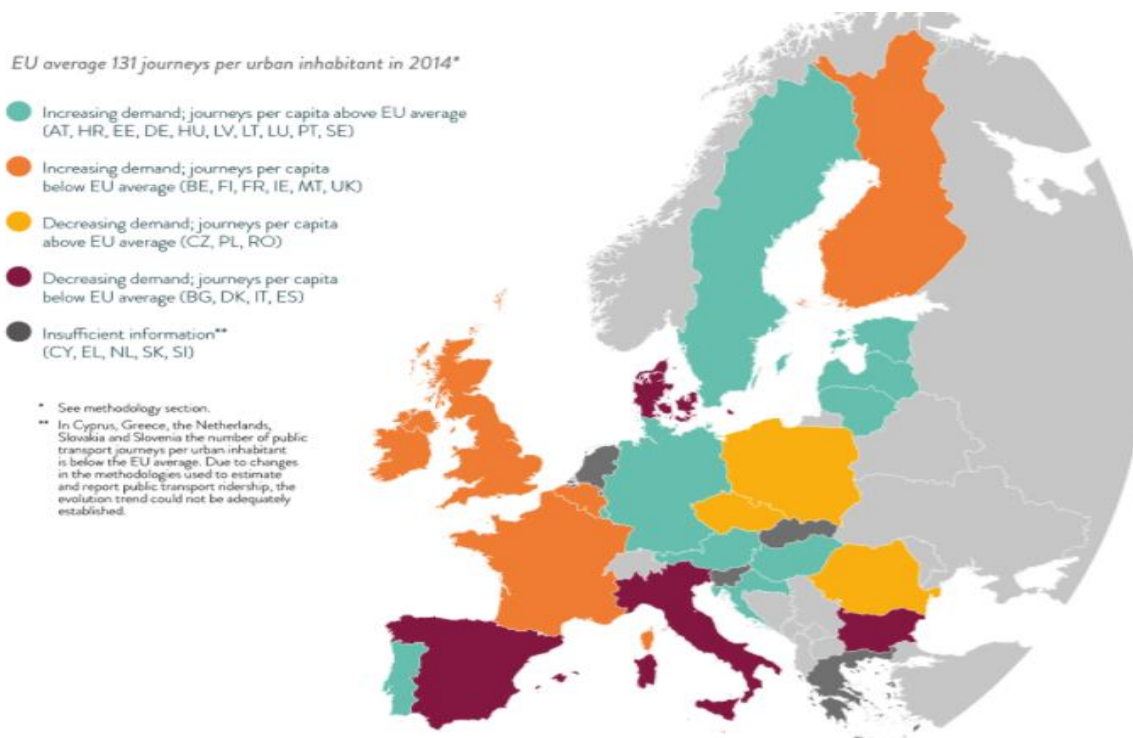 EU average 131 journeys per urban inhabitant in 2014*
Increasing demand; journeys per capita above EU average
(AT, HR, EE, DE, HU, LV, LT, LU, PT, SE)
Increasing demand; journeys per capita
below EU average (BE, FI, FR, IE, MT, UK)
Decreasing demand; journeys per capita
above EU average (CZ, PL, RO)
Decreasing demand; journeys per capita
below EU average (BG, DK, IT, ES)
Insufficient information**
(CY, EL, NL, SK, SI)
* See methodology section.
** In Cyprus, Greece, the Netherlands,
Slovakia and Slovenia the number of public
transport journeys per urban inhabitant
is below the EU average. Due to changes
in the methodologies used to estimate
and report public transport ridership, the
evolution trend could not be adequately
established.